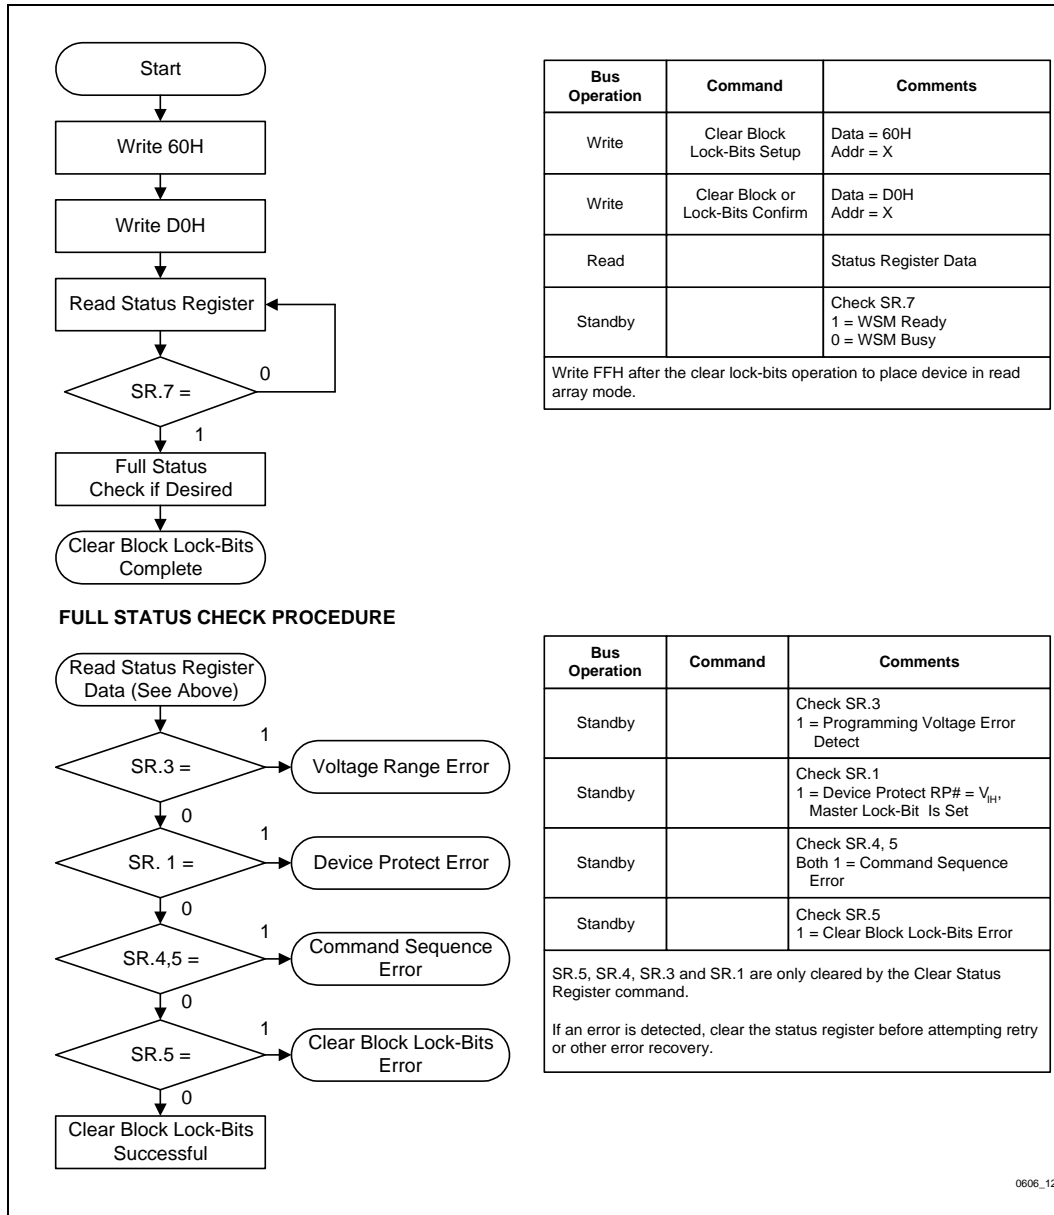 Start
Write 60H
Write D0H
Read Status Register
SR.7 =
0
1
Full Status
Check if Desired
Clear Block Lock-Bits
Complete
Bus
Operation
Command
Comments
Write
Clear Block
Lock-Bits Setup
Data = 60H
Addr = X
Write
Clear Block or
Lock-Bits Confirm
Data = D0H
Addr = X
Read
Status Register Data
Standby
Check SR.7
1 = WSM Ready
0 = WSM Busy
Write FFH after the clear lock-bits operation to place device in read
array mode.
FULL STATUS CHECK PROCEDURE
Read Status Register
Data (See Above)
SR.3 =
1
Voltage Range Error
0
SR. 1 =
1
Device Protect Error
0
SR.4,5 =
1
Command Sequence
Error
0
SR.5 =
1
Clear Block Lock-Bits
Error
0
Clear Block Lock-Bits
Successful
Bus
Operation
Command
Comments
Standby
Check SR.3
1 = Programming Voltage Error
Detect
Standby
Check SR.1
1 = Device Protect RP# = VIH,
Master Lock-Bit Is Set
Standby
Check SR.4, 5
Both 1 = Command Sequence
Error
Standby
Check SR.5
1 = Clear Block Lock-Bits Error
SR.5, SR.4, SR.3 and SR.1 are only cleared by the Clear Status
Register command.
If an error is detected, clear the status register before attempting retry
or other error recovery.
0606_12